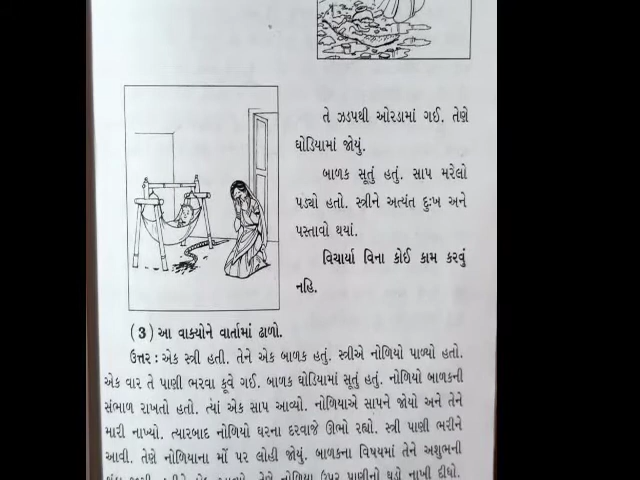 તે ઝડપથી ઓરડામાં ગઈ. તેણે
ઘોડિયામાં જોયું.
બાળક સૂતું હતું. સાપ મરેલો
પડ્યો હતો. સ્ત્રીને અત્યંત દુઃખ અને
પસ્તાવો થયાં.
વિચાર્યા વિના કોઈ કામ કરવું
નહિ.
(3) આ વાક્યોને વાર્તામાં ઢાળો.
ઉત્તર : એક સ્ત્રી હતી. તેને એક બાળક હતું. સ્ત્રીએ નોળિયો પાળ્યો હતો.
એક વાર તે પાણી ભરવા કૂવે ગઈ. બાળક ઘોડિયામાં સૂતું હતું. નોળિયો બાળકની
સંભાળ રાખતો હતો. ત્યાં એક સાપ આવ્યો. નોળિયાએ સાપને જોયો અને તેને
મારી નાખ્યો. ત્યારબાદ નોળિયો ઘરના દરવાજે ઊભો રહ્યો. સ્ત્રી પાણી ભરીને
આવી. તેણે નોળિયાના મોં પર લોહી જોયું. બાળકના વિષયમાં તેને અશુભની
નોળિયા ઉપર પાણીનો ઘડો નાખી દીધો.